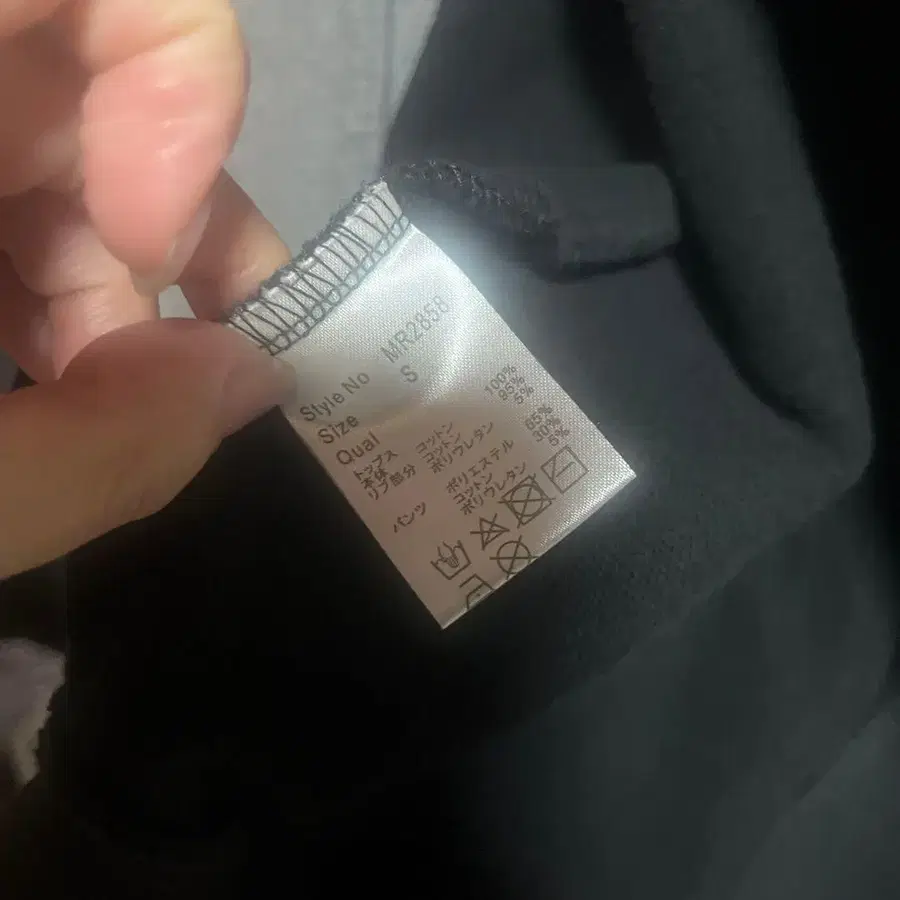 Style No MR2858
Size S
Qual
トップス
本体 コットン 100%
リブ部分 コットン 95%
ポリウレタン 5%
パンツ ポリエステル 65%
コットン 30%
ポリウレタン 5%